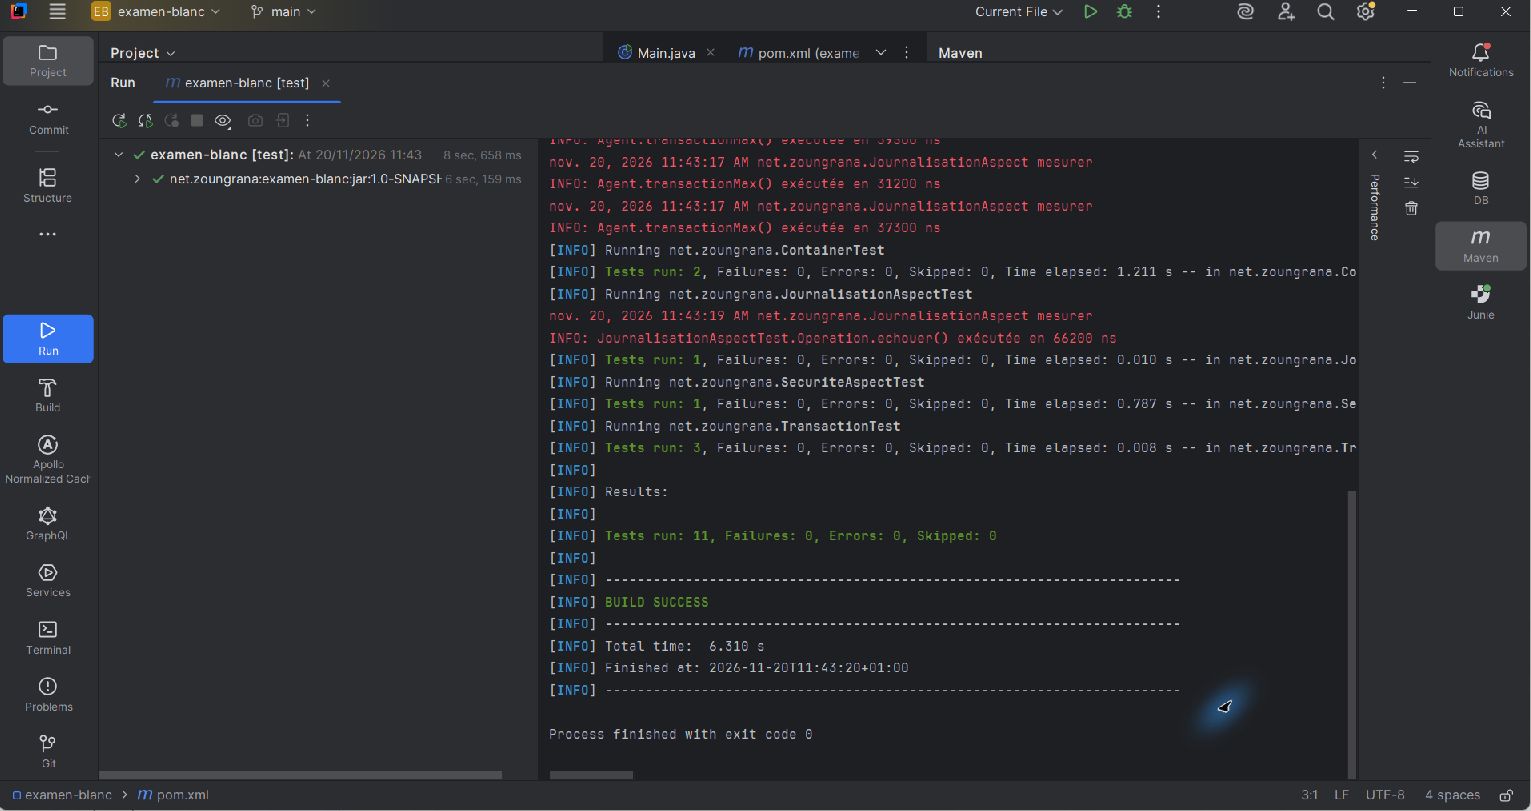 EB examen-blanc main Current File
Project
Project Main.java pom.xml (exame Maven
Notifications
Run examen-blanc [test]
Commit
AI
Assistant
Structure
DB
Maven
Junie
Run
Build
Apollo
Normalized Cach
GraphQL
Services
Terminal
Problems
Git
examen-blanc [test]: At 20/11/2026 11:43 8 sec, 658 ms
net.zoungrana:examen-blanc:jar:1.0-SNAPSH 6 sec, 159 ms
INFO: Agent.transactionMax() exécutée en 39300 ns
nov. 20, 2026 11:43:17 AM net.zoungrana.JournalisationAspect mesurer
INFO: Agent.transactionMax() exécutée en 31200 ns
nov. 20, 2026 11:43:17 AM net.zoungrana.JournalisationAspect mesurer
INFO: Agent.transactionMax() exécutée en 37300 ns
[INFO] Running net.zoungrana.ContainerTest
[INFO] Tests run: 2, Failures: 0, Errors: 0, Skipped: 0, Time elapsed: 1.211 s -- in net.zoungrana.Co
[INFO] Running net.zoungrana.JournalisationAspectTest
nov. 20, 2026 11:43:19 AM net.zoungrana.JournalisationAspect mesurer
INFO: JournalisationAspectTest.Operation.echouer() exécutée en 66200 ns
[INFO] Tests run: 1, Failures: 0, Errors: 0, Skipped: 0, Time elapsed: 0.010 s -- in net.zoungrana.Jo
[INFO] Running net.zoungrana.SecuriteAspectTest
[INFO] Tests run: 1, Failures: 0, Errors: 0, Skipped: 0, Time elapsed: 0.787 s -- in net.zoungrana.Se
[INFO] Running net.zoungrana.TransactionTest
[INFO] Tests run: 3, Failures: 0, Errors: 0, Skipped: 0, Time elapsed: 0.008 s -- in net.zoungrana.Tr
[INFO]
[INFO] Results:
[INFO]
[INFO] Tests run: 11, Failures: 0, Errors: 0, Skipped: 0
[INFO]
[INFO] ------------------------------------------------------------------------
[INFO] BUILD SUCCESS
[INFO] ------------------------------------------------------------------------
[INFO] Total time:  6.310 s
[INFO] Finished at: 2026-11-20T11:43:20+01:00
[INFO] ------------------------------------------------------------------------
Process finished with exit code 0
Performance
examen-blanc > pom.xml 3:1 LF UTF-8 4 spaces